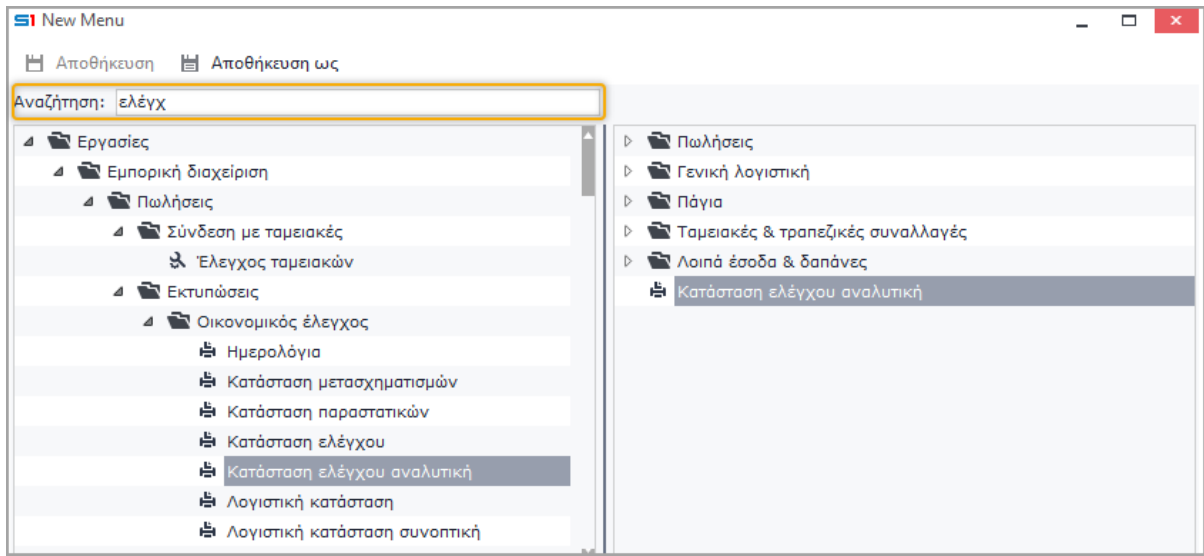 S1 New Menu
Αποθήκευση Αποθήκευση ως
Αναζήτηση: ελέγχ
Εργασίες
Εμπορική διαχείριση
Πωλήσεις
Σύνδεση με ταμειακές
Έλεγχος ταμειακών
Εκτυπώσεις
Οικονομικός έλεγχος
Ημερολόγια
Κατάσταση μετασχηματισμών
Κατάσταση παραστατικών
Κατάσταση ελέγχου
Κατάσταση ελέγχου αναλυτική
Λογιστική κατάσταση
Λογιστική κατάσταση συνοπτική
Πωλήσεις
Γενική λογιστική
Πάγια
Ταμειακές & τραπεζικές συναλλαγές
Λοιπά έσοδα & δαπάνες
Κατάσταση ελέγχου αναλυτική